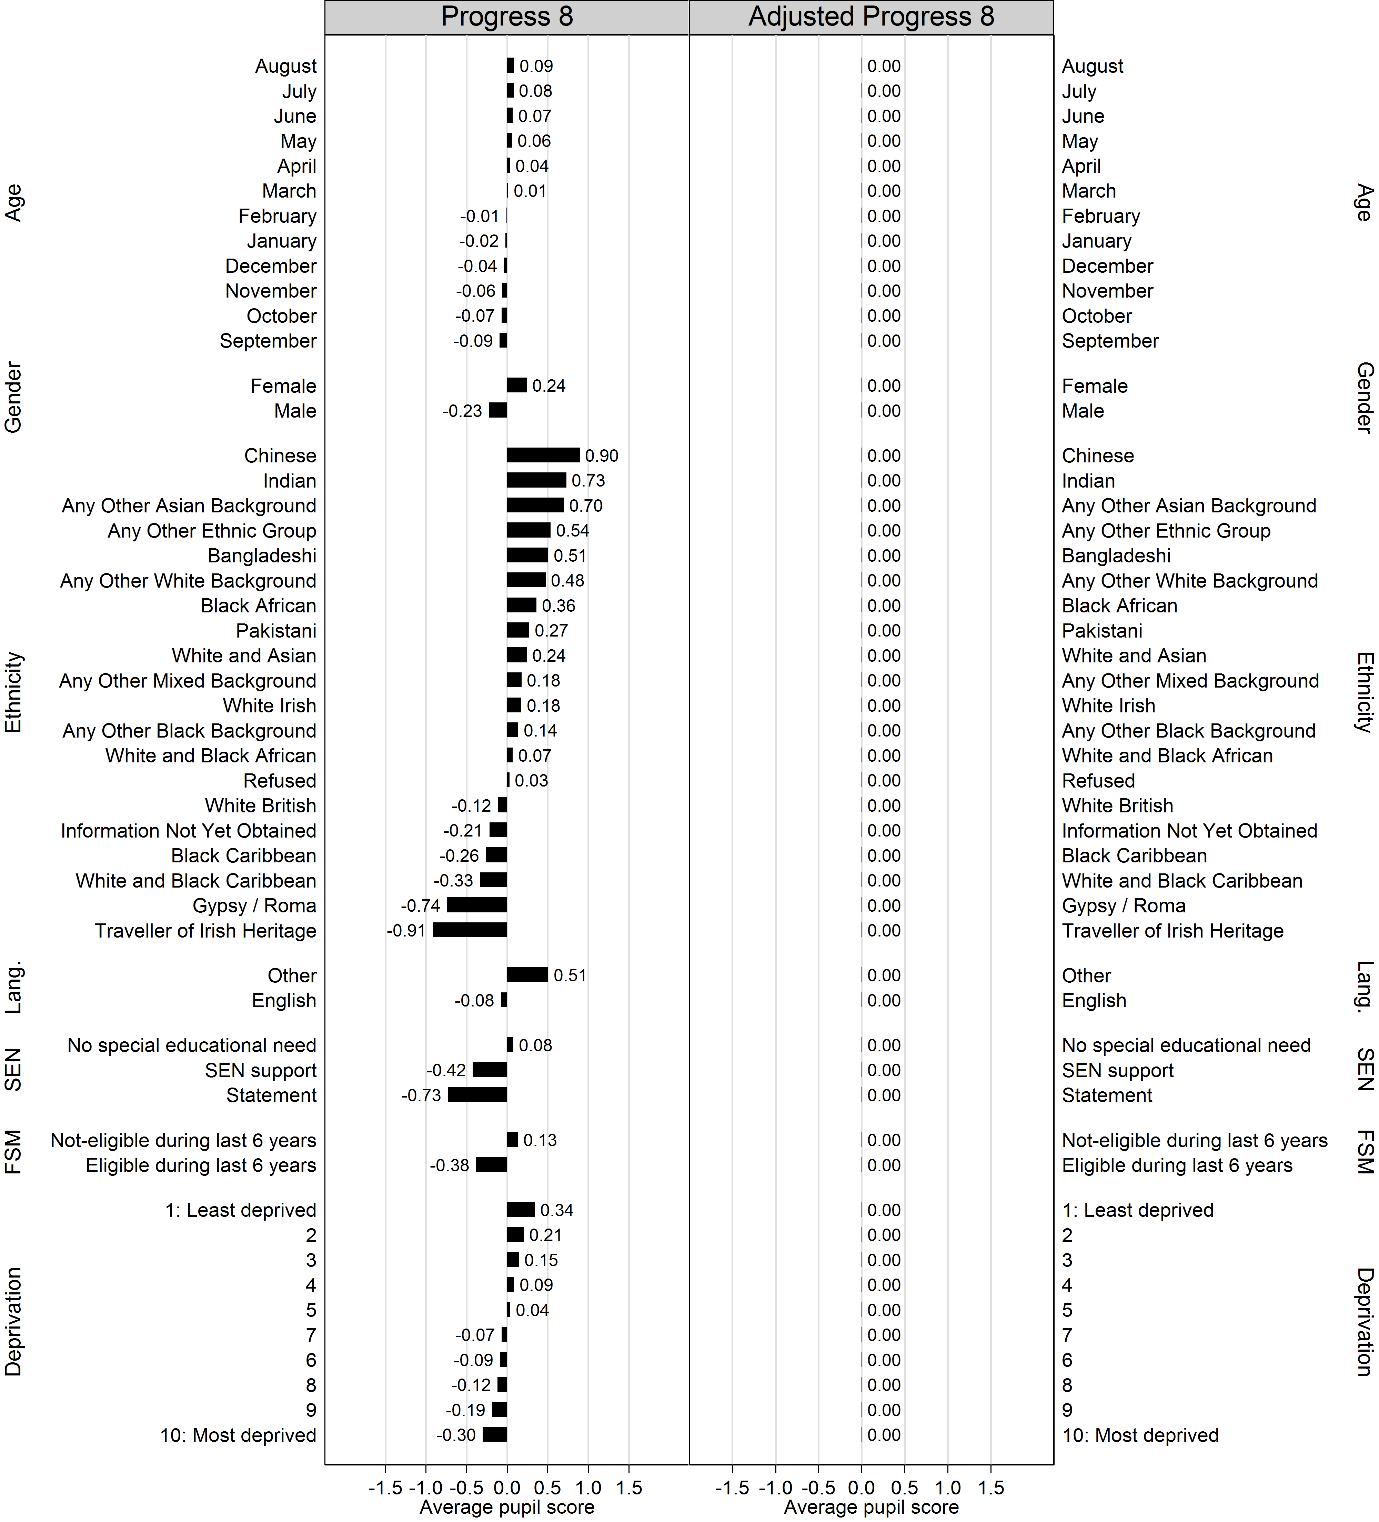 Progress 8 Adjusted Progress 8
August 0.09 0.00 August
July 0.08 0.00 July
June 0.07 0.00 June
May 0.06 0.00 May
April 0.04 0.00 April
March 0.01 0.00 March
February -0.01 0.00 February
January -0.02 0.00 January
December -0.04 0.00 December
November -0.06 0.00 November
October -0.07 0.00 October
September -0.09 0.00 September
Age Age
Female 0.24 0.00 Female
Male -0.23 0.00 Male
Gender Gender
Chinese 0.90 0.00 Chinese
Indian 0.73 0.00 Indian
Any Other Asian Background 0.70 0.00 Any Other Asian Background
Any Other Ethnic Group 0.54 0.00 Any Other Ethnic Group
Bangladeshi 0.51 0.00 Bangladeshi
Any Other White Background 0.48 0.00 Any Other White Background
Black African 0.36 0.00 Black African
Pakistani 0.27 0.00 Pakistani
White and Asian 0.24 0.00 White and Asian
Any Other Mixed Background 0.18 0.00 Any Other Mixed Background
White Irish 0.18 0.00 White Irish
Any Other Black Background 0.14 0.00 Any Other Black Background
White and Black African 0.07 0.00 White and Black African
Refused 0.03 0.00 Refused
White British -0.12 0.00 White British
Information Not Yet Obtained -0.21 0.00 Information Not Yet Obtained
Black Caribbean -0.26 0.00 Black Caribbean
White and Black Caribbean -0.33 0.00 White and Black Caribbean
Gypsy / Roma -0.74 0.00 Gypsy / Roma
Traveller of Irish Heritage -0.91 0.00 Traveller of Irish Heritage
Ethnicity Ethnicity
Other 0.51 0.00 Other
English -0.08 0.00 English
Lang. Lang.
No special educational need 0.08 0.00 No special educational need
SEN support -0.42 0.00 SEN support
Statement -0.73 0.00 Statement
SEN SEN
Not-eligible during last 6 years 0.13 0.00 Not-eligible during last 6 years
Eligible during last 6 years -0.38 0.00 Eligible during last 6 years
FSM FSM
1: Least deprived 0.34 0.00 1: Least deprived
2 0.21 0.00 2
3 0.15 0.00 3
4 0.09 0.00 4
5 0.04 0.00 5
7 -0.07 0.00 7
6 -0.09 0.00 6
8 -0.12 0.00 8
9 -0.19 0.00 9
10: Most deprived -0.30 0.00 10: Most deprived
Deprivation Deprivation
-1.5 -1.0 -0.5 0.0 0.5 1.0 1.5 -1.5 -1.0 -0.5 0.0 0.5 1.0 1.5
Average pupil score Average pupil score